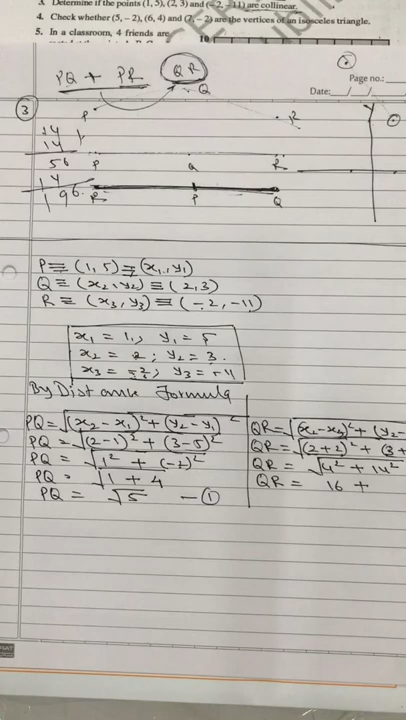 3. Determine if the points (1, 5), (2, 3) and (–2, –11) are collinear.
4. Check whether (5, – 2), (6, 4) and (7, – 2) are the vertices of an isosceles triangle.
5. In a classroom, 4 friends are
10
PQ + PR QR
Page no.:
Date: / /
③ P Q R Y
14
14
56 P Q R
1 4
1 96. R P Q
P ≡ (1, 5) ≡ (x₁, y₁)
Q ≡ (x₂, y₂) ≡ (2, 3)
R ≡ (x₃, y₃) ≡ (-2, -11)
x₁ = 1, y₁ = 5
x₂ = 2; y₂ = 3.
x₃ = -2; y₃ = -11
By Distance Formula
PQ = √(x₂ - x₁)² + (y₂ - y₁)²
PQ = √(2-1)² + (3-5)²
PQ = √1² + (-2)²
PQ = √1 + 4
PQ = √5 — ①
QR = √(x₂ - x₃)² + (y₂ -
QR = √(2+2)² + (3+
QR = √4² + 14²
QR = 16 +